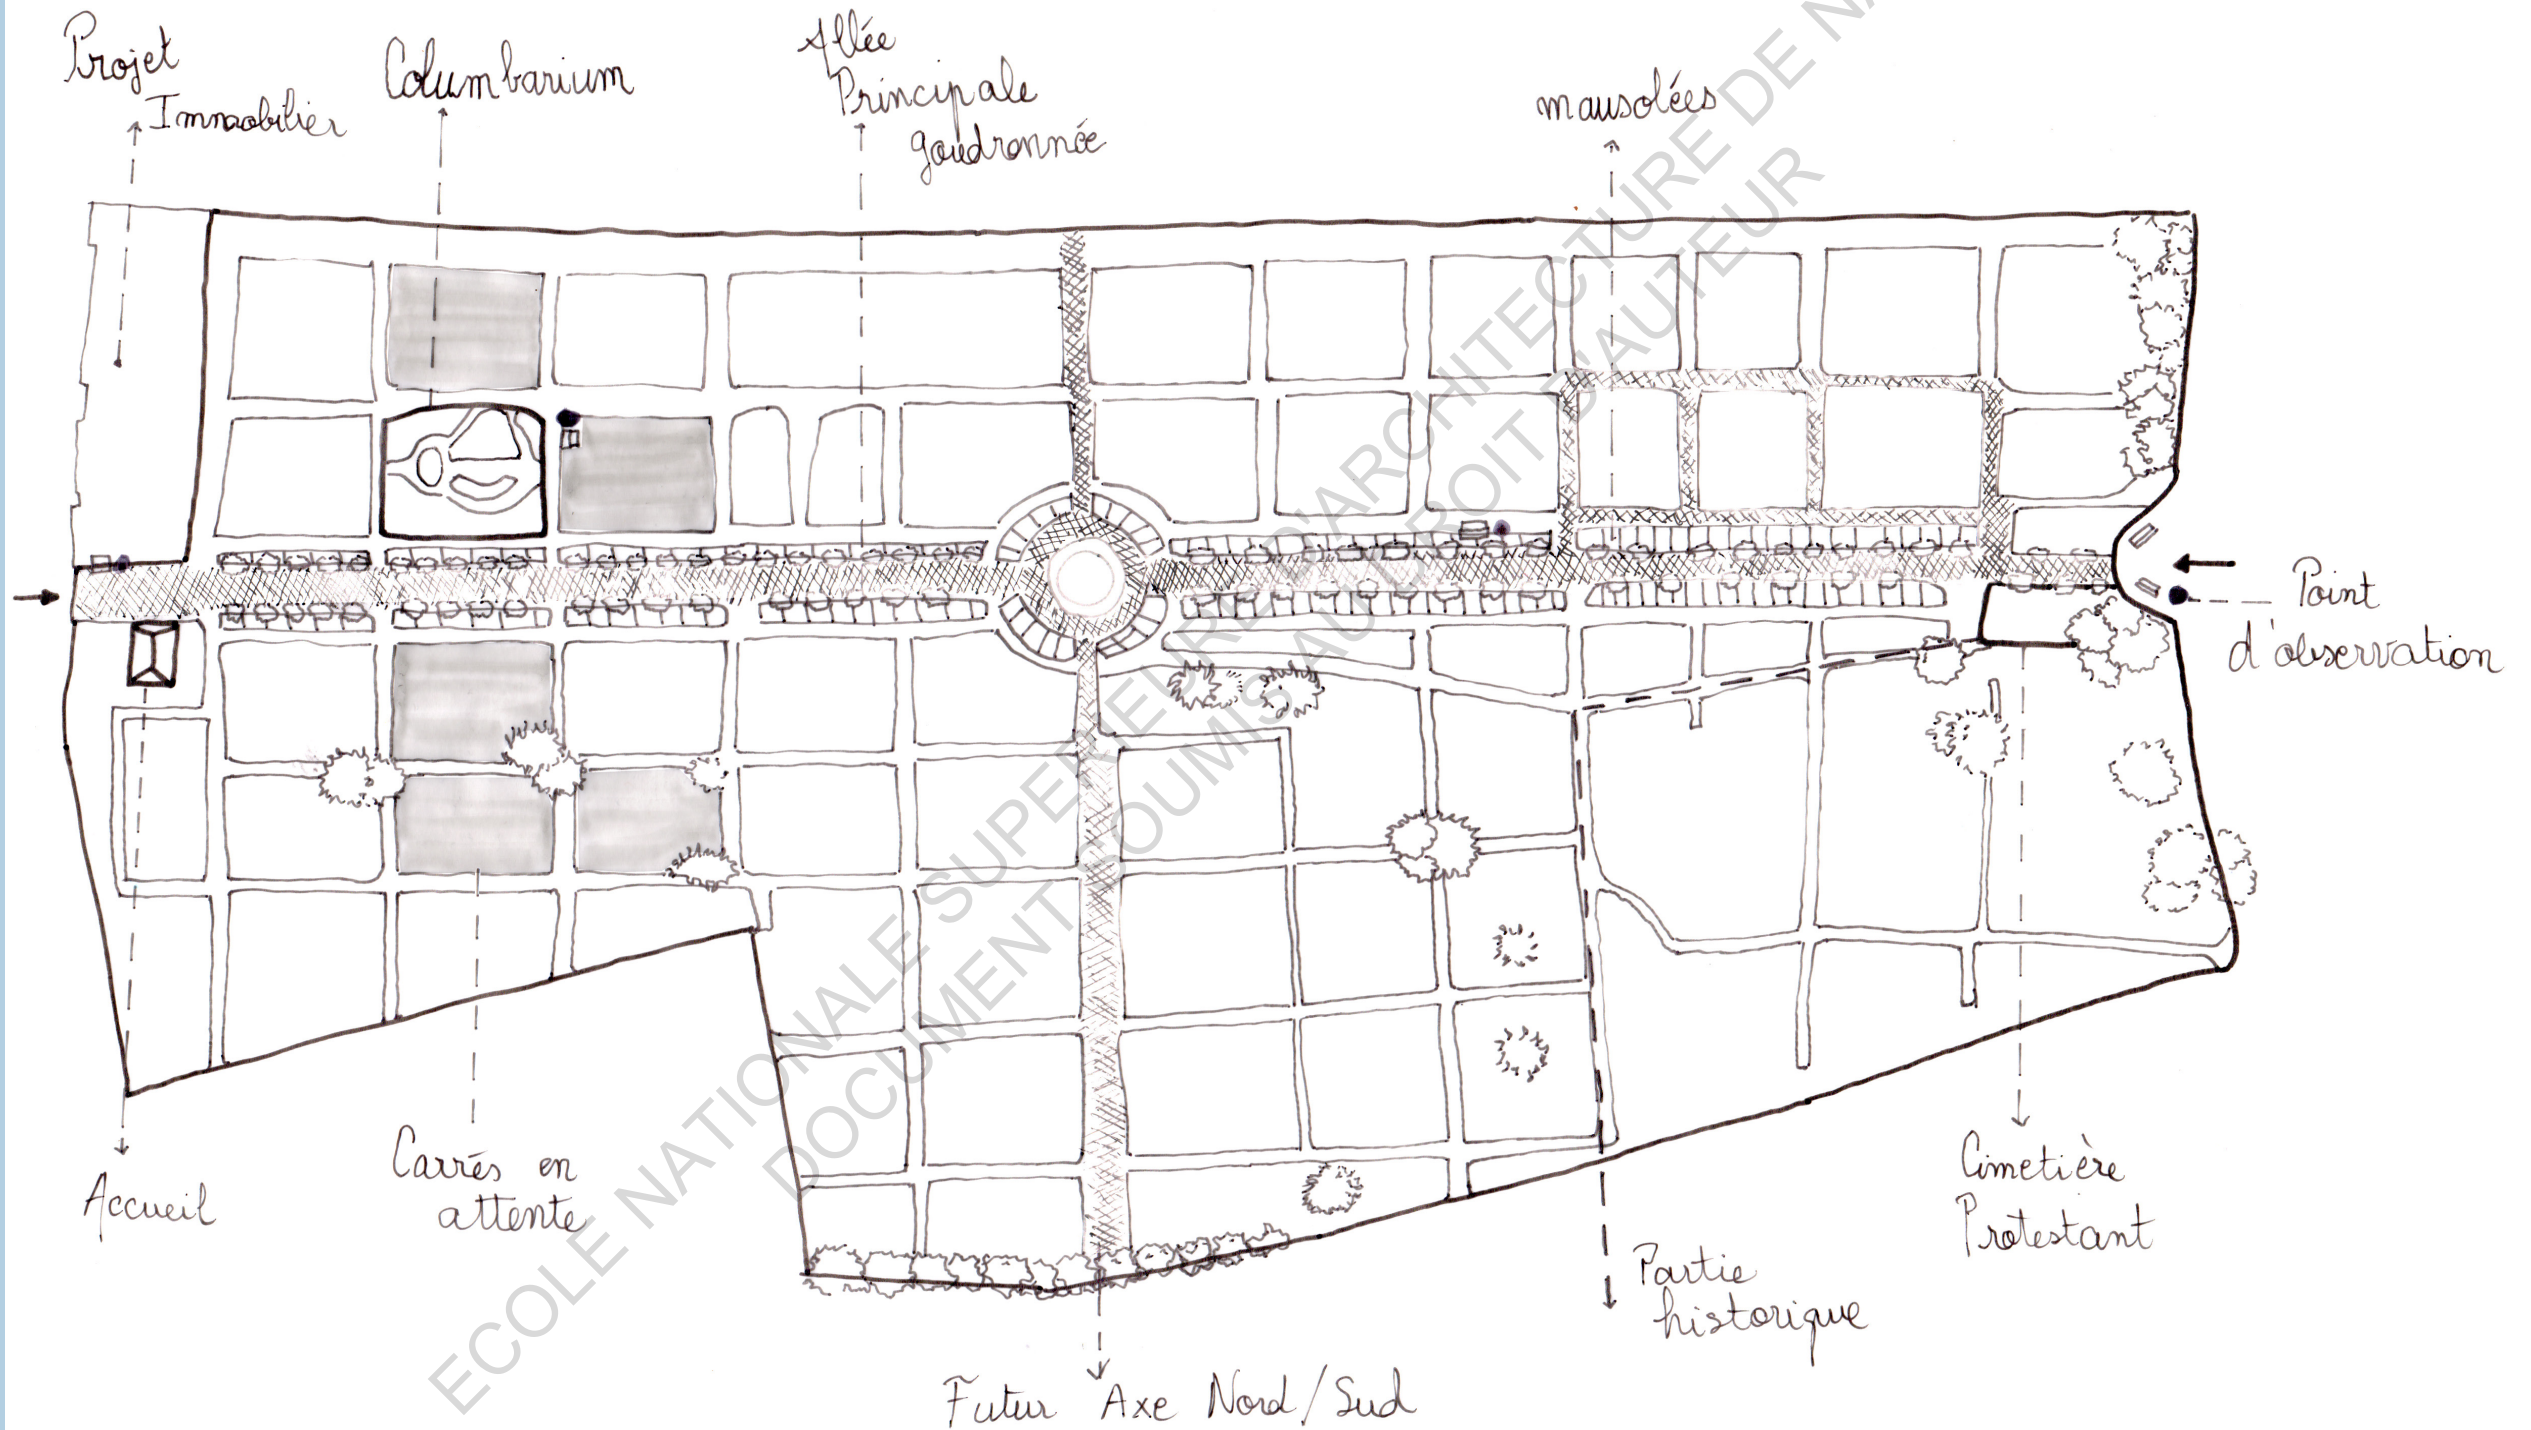 Projet
Immobilier
Columbarium
Allée
Principale
goudronnée
mausolées
Point
d'observation
Accueil
Carrés en
attente
Cimetière
Protestant
Partie
historique
Futur Axe Nord/Sud
ECOLE NATIONALE SUPERIEURE D'ARCHITECTURE DE
DOCUMENT SOUMIS AU DROIT D'AUTEUR